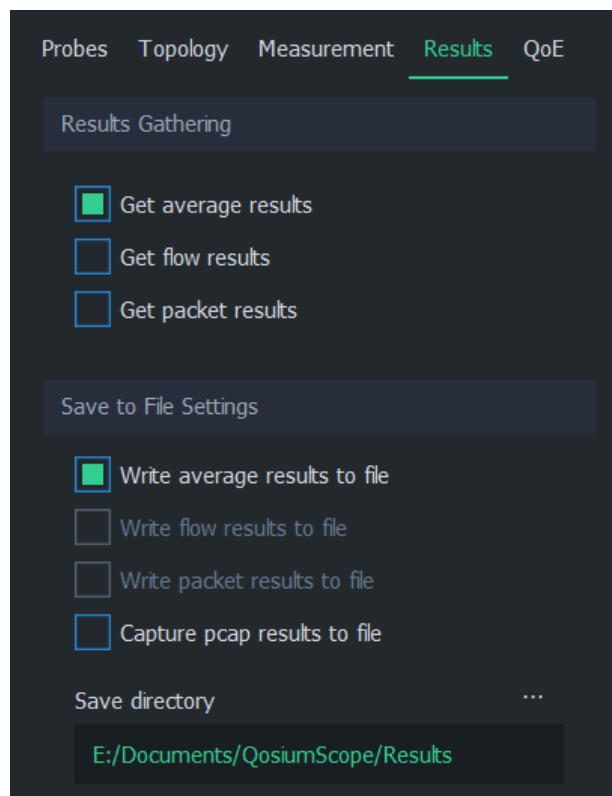 Probes Topology Measurement Results QoE
Results Gathering
Get average results
Get flow results
Get packet results
Save to File Settings
Write average results to file
Write flow results to file
Write packet results to file
Capture pcap results to file
Save directory ...
E:/Documents/QosiumScope/Results